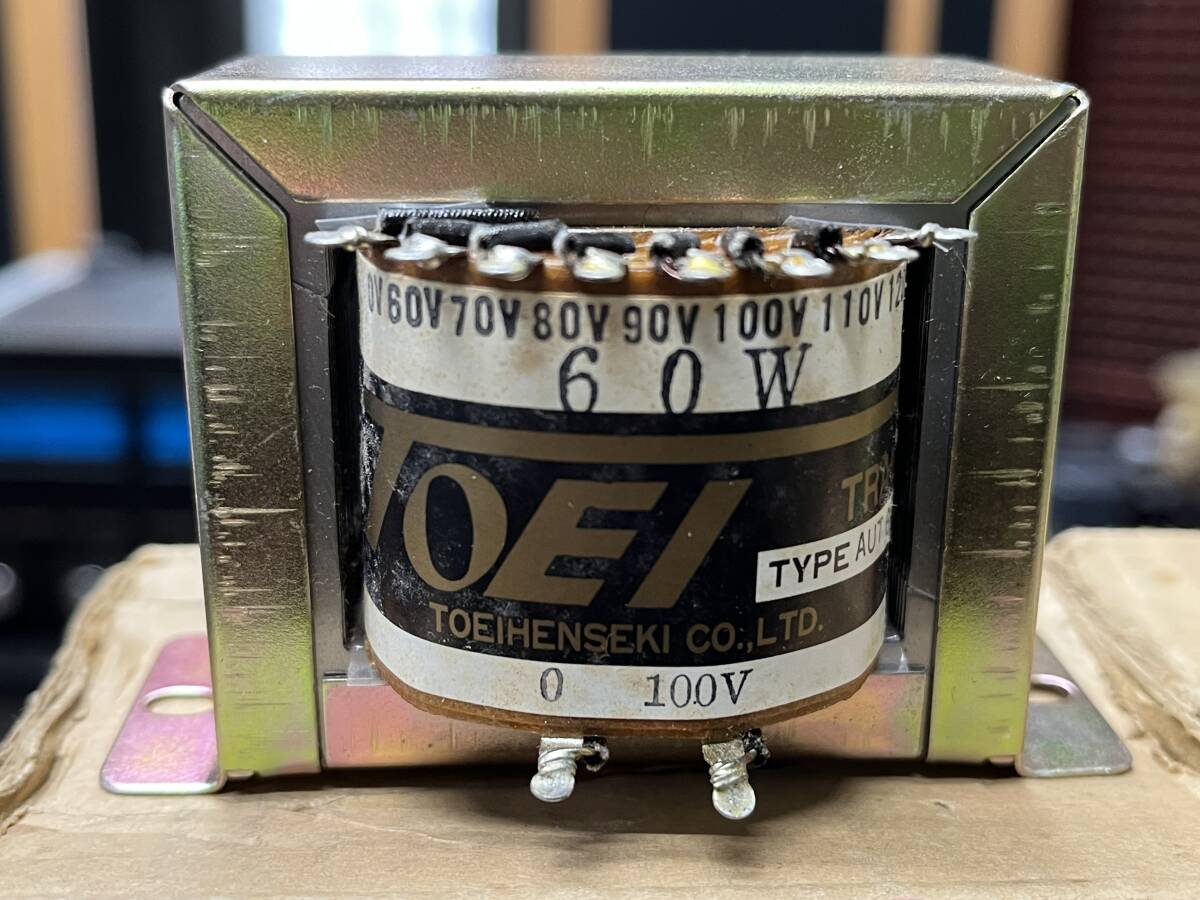 0V 60V 70V 80V 90V 100V 110V 12
60W
TOEI
TR
TYPE AUT
TOEIHENSEKI CO.,LTD.
0 100V